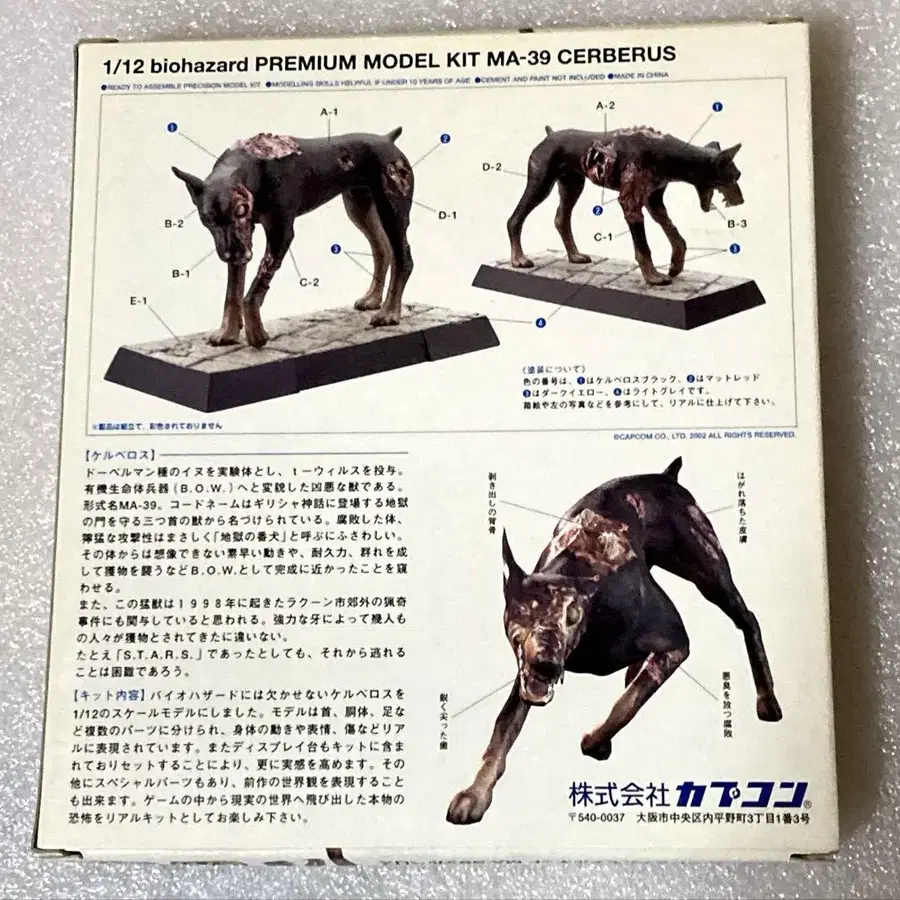 1/12 biohazard PREMIUM MODEL KIT MA-39 CERBERUS
●READY TO ASSEMBLE PRECISION MODEL KIT ●MODELLING SKILLS HELPFUL IF UNDER 10 YEARS OF AGE ●CEMENT AND PAINT NOT INCLUDED ●MADE IN CHINA
A-1
1
2
B-2
D-1
B-1
3
C-2
E-1
4
A-2
1
D-2
2
C-1
B-3
3
《塗装について》
色の番号は、❶はケルベロスブラック、❷はマットレッド
❸はダークイエロー、❹はライトグレイです。
箱絵や左の写真などを参考にして、リアルに仕上げて下さい。
※製品は組立て、彩色されておりません
©CAPCOM CO., LTD. 2002 ALL RIGHTS RESERVED.
【ケルベロス】
ドーベルマン種のイヌを実験体とし、t－ウィルスを投与。
有機生命体兵器（B.O.W.）へと変貌した凶悪な獣である。
形式名MA-39。コードネームはギリシャ神話に登場する地獄
の門を守る三つ首の獣から名づけられている。腐敗した体、
獰猛な攻撃性はまさしく「地獄の番犬」と呼ぶにふさわしい。
その体からは想像できない素早い動きや、耐久力、群れを成し
て獲物を襲うなどB.O.W.として完成に近かったことを窺
わせる。
また、この猛獣は１９９８年に起きたラクーン市郊外の猟奇
事件にも関与していると思われる。強力な牙によって幾人も
の人々が獲物とされてきたに違いない。
たとえ「S.T.A.R.S.」であったとしても、それから逃れる
ことは困難であろう。
【キット内容】バイオハザードには欠かせないケルベロスを
1/12のスケールモデルにしました。モデルは首、胴体、足な
ど複数のパーツに分けられ、身体の動きや表情、傷などリア
ルに表現されています。またディスプレイ台もキットに含ま
れておりセットすることにより、更に実感を高めます。その
他にスペシャルパーツもあり、前作の世界観を表現すること
も出来ます。ゲームの中から現実の世界へ飛び出した本物の
恐怖をリアルキットとしてお楽しみ下さい。
剥き出しの背骨
はがれ落ちた皮膚
鋭く尖った歯
悪臭を放つ腐敗
株式会社カプコン®
〒540-0037 大阪市中央区内平野町3丁目1番3号